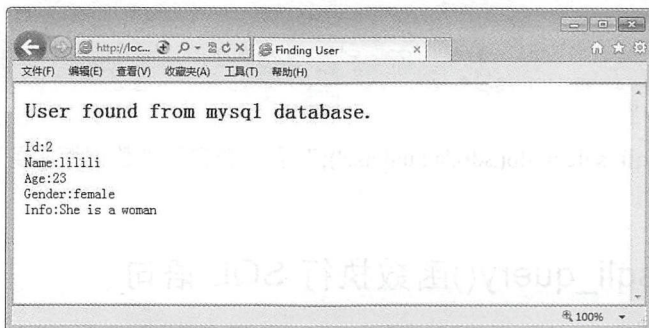 http://loc...
Finding User
文件(F) 编辑(E) 查看(V) 收藏夹(A) 工具(T) 帮助(H)
User found from mysql database.
Id:2
Name:lilili
Age:23
Gender:female
Info:She is a woman
100%